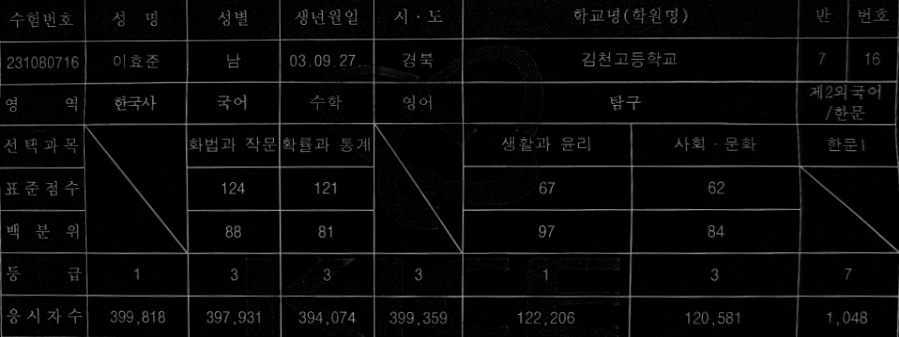 수험번호 성 명 성별 생년월일 시·도 학교명(학원명) 반 번호
231080716 이효준 남 03.09.27. 경북 김천고등학교 7 16
영 역 한국사 국어 수학 영어 탐구 제2외국어
/한문
선택과목 화법과 작문 확률과 통계 생활과 윤리 사회·문화 한문Ⅰ
표준점수 124 121 67 62
백 분 위 88 81 97 84
등 급 1 3 3 3 1 3 7
응시자수 399,818 397,931 394,074 399,359 122,206 120,581 1,048